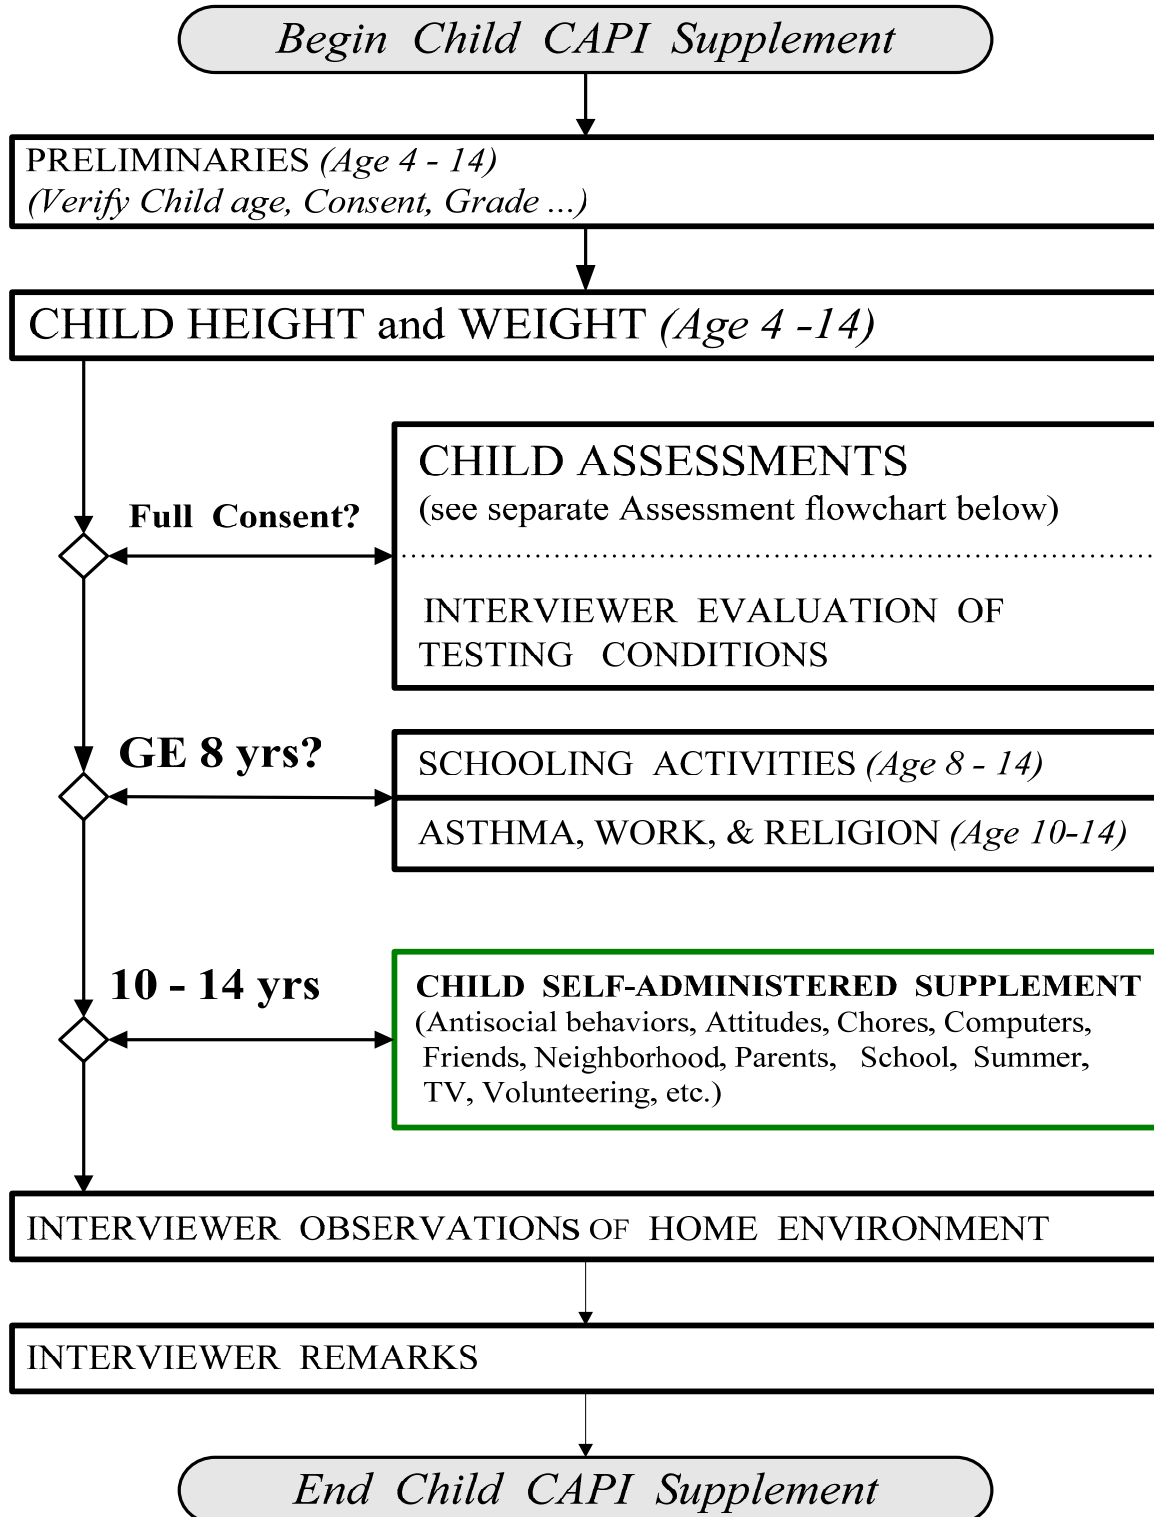 Begin Child CAPI Supplement
PRELIMINARIES (Age 4 - 14)
(Verify Child age, Consent, Grade ...)
CHILD HEIGHT and WEIGHT (Age 4 -14)
Full Consent?
CHILD ASSESSMENTS
(see separate Assessment flowchart below)
INTERVIEWER EVALUATION OF
TESTING CONDITIONS
GE 8 yrs?
SCHOOLING ACTIVITIES (Age 8 - 14)
ASTHMA, WORK, & RELIGION (Age 10-14)
10 - 14 yrs
CHILD SELF-ADMINISTERED SUPPLEMENT
(Antisocial behaviors, Attitudes, Chores, Computers,
Friends, Neighborhood, Parents, School, Summer,
TV, Volunteering, etc.)
INTERVIEWER OBSERVATIONS OF HOME ENVIRONMENT
INTERVIEWER REMARKS
End Child CAPI Supplement